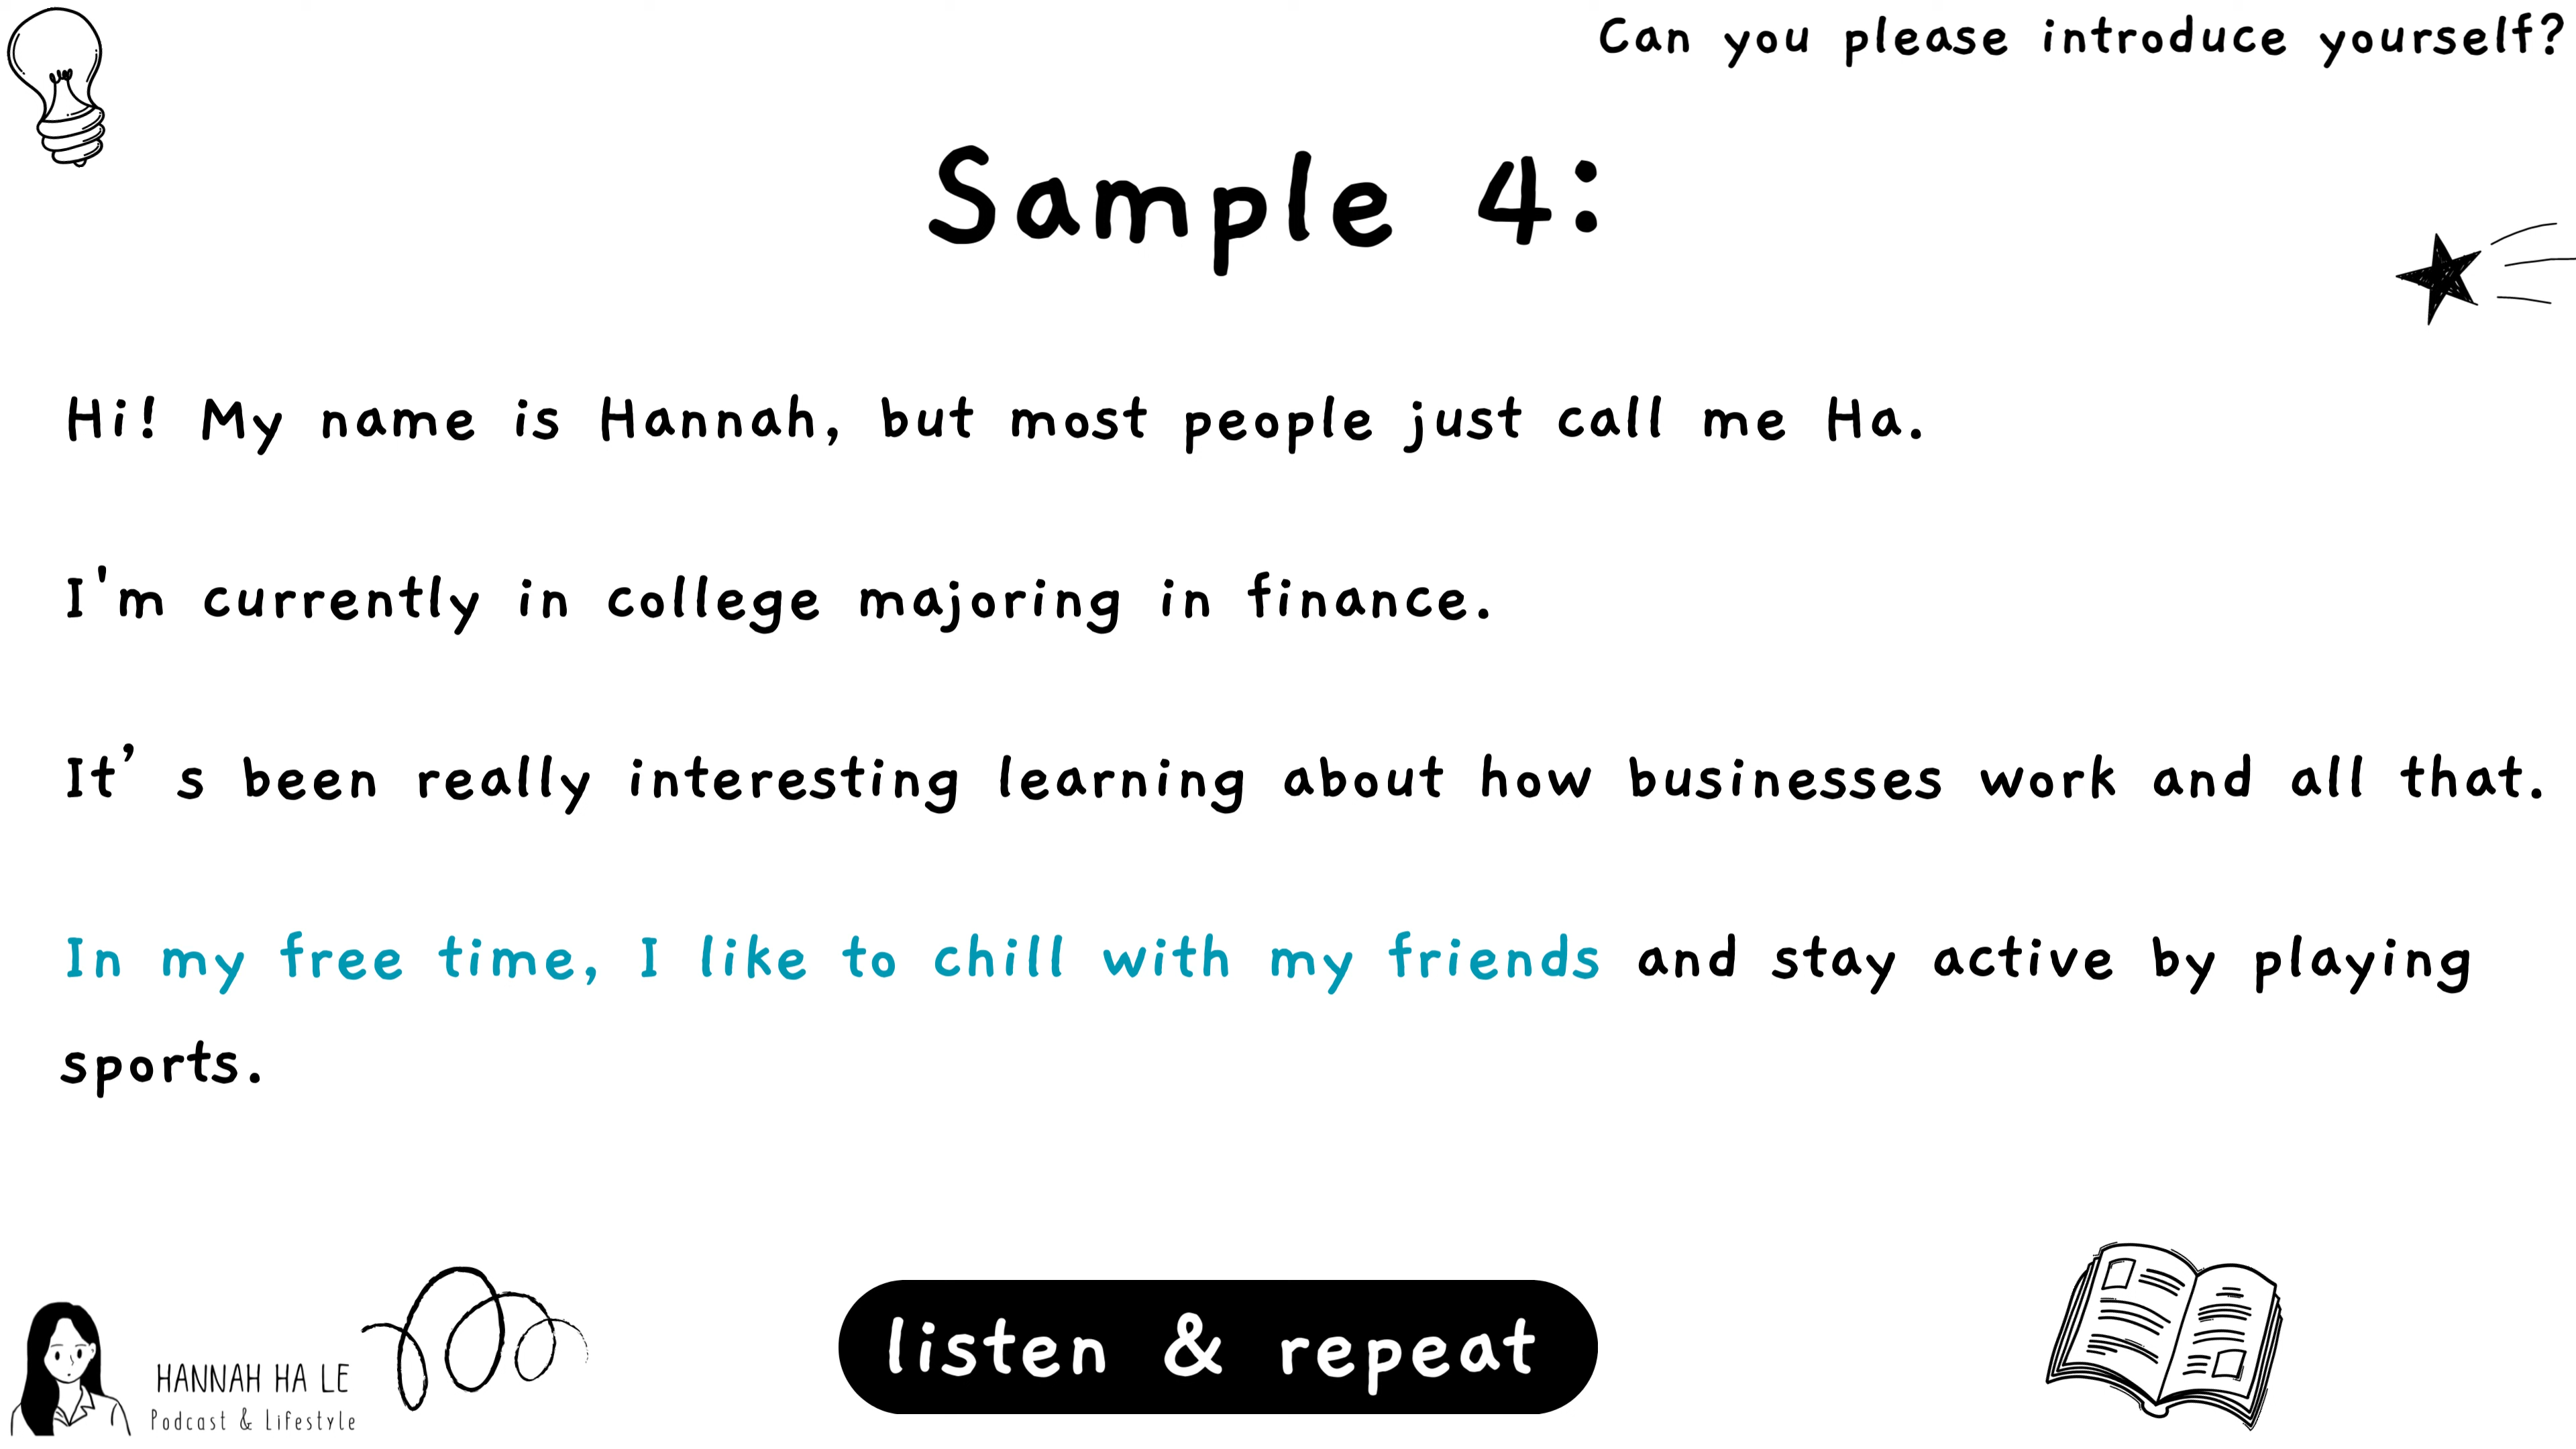 Can you please introduce yourself?
Sample 4:
Hi! My name is Hannah, but most people just call me Ha.
I'm currently in college majoring in finance.
It’ s been really interesting learning about how businesses work and all that.
In my free time, I like to chill with my friends and stay active by playing
sports.
listen & repeat
HANNAH HA LE
Podcast & Lifestyle